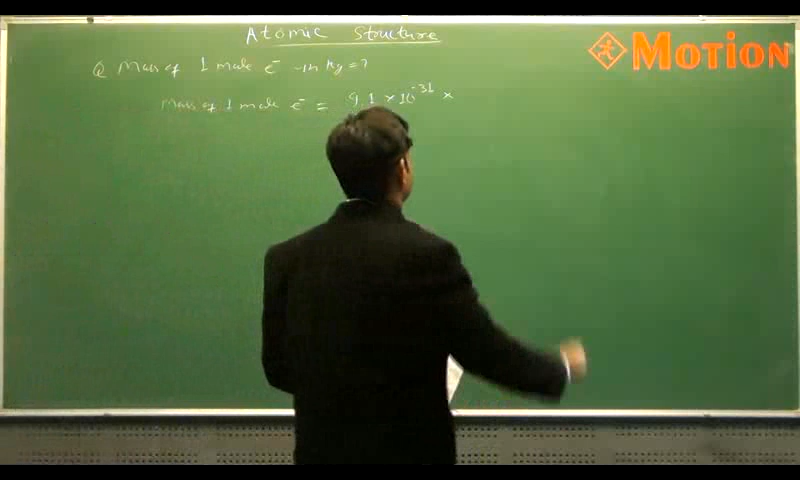 Atomic Structure
MOTION
Q Mass of 1 mole e⁻ in kg = ?
Mass of 1 mole e⁻ = 9.1 × 10⁻³¹ ×